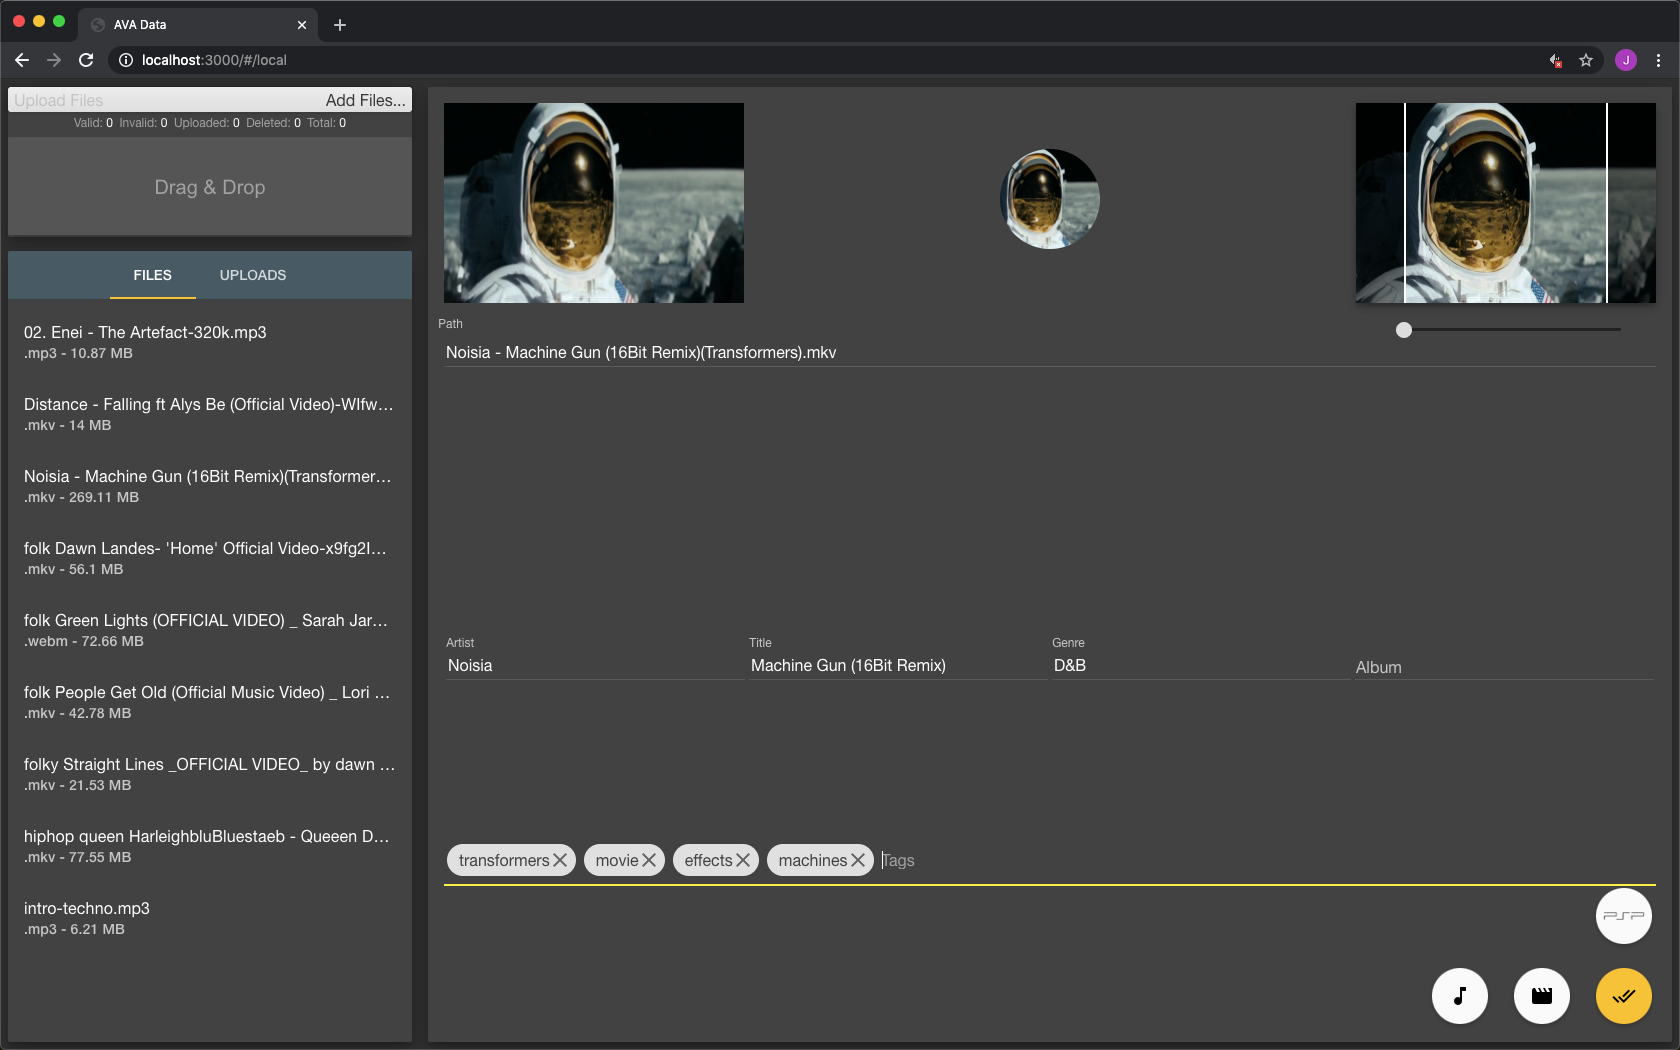 AVA Data
localhost:3000/#/local
J
Upload Files Add Files...
Valid: 0 Invalid: 0 Uploaded: 0 Deleted: 0 Total: 0
Drag & Drop
FILES UPLOADS
02. Enei - The Artefact-320k.mp3
.mp3 - 10.87 MB
Distance - Falling ft Alys Be (Official Video)-WIfw...
.mkv - 14 MB
Noisia - Machine Gun (16Bit Remix)(Transformer...
.mkv - 269.11 MB
folk Dawn Landes- 'Home' Official Video-x9fg2I...
.mkv - 56.1 MB
folk Green Lights (OFFICIAL VIDEO) _ Sarah Jar...
.webm - 72.66 MB
folk People Get Old (Official Music Video) _ Lori ...
.mkv - 42.78 MB
folky Straight Lines _OFFICIAL VIDEO_ by dawn ...
.mkv - 21.53 MB
hiphop queen HarleighbluBluestaeb - Queeen D...
.mkv - 77.55 MB
intro-techno.mp3
.mp3 - 6.21 MB
Path
Noisia - Machine Gun (16Bit Remix)(Transformers).mkv
Artist Title Genre
Noisia Machine Gun (16Bit Remix) D&B Album
transformers movie effects machines Tags
PSP